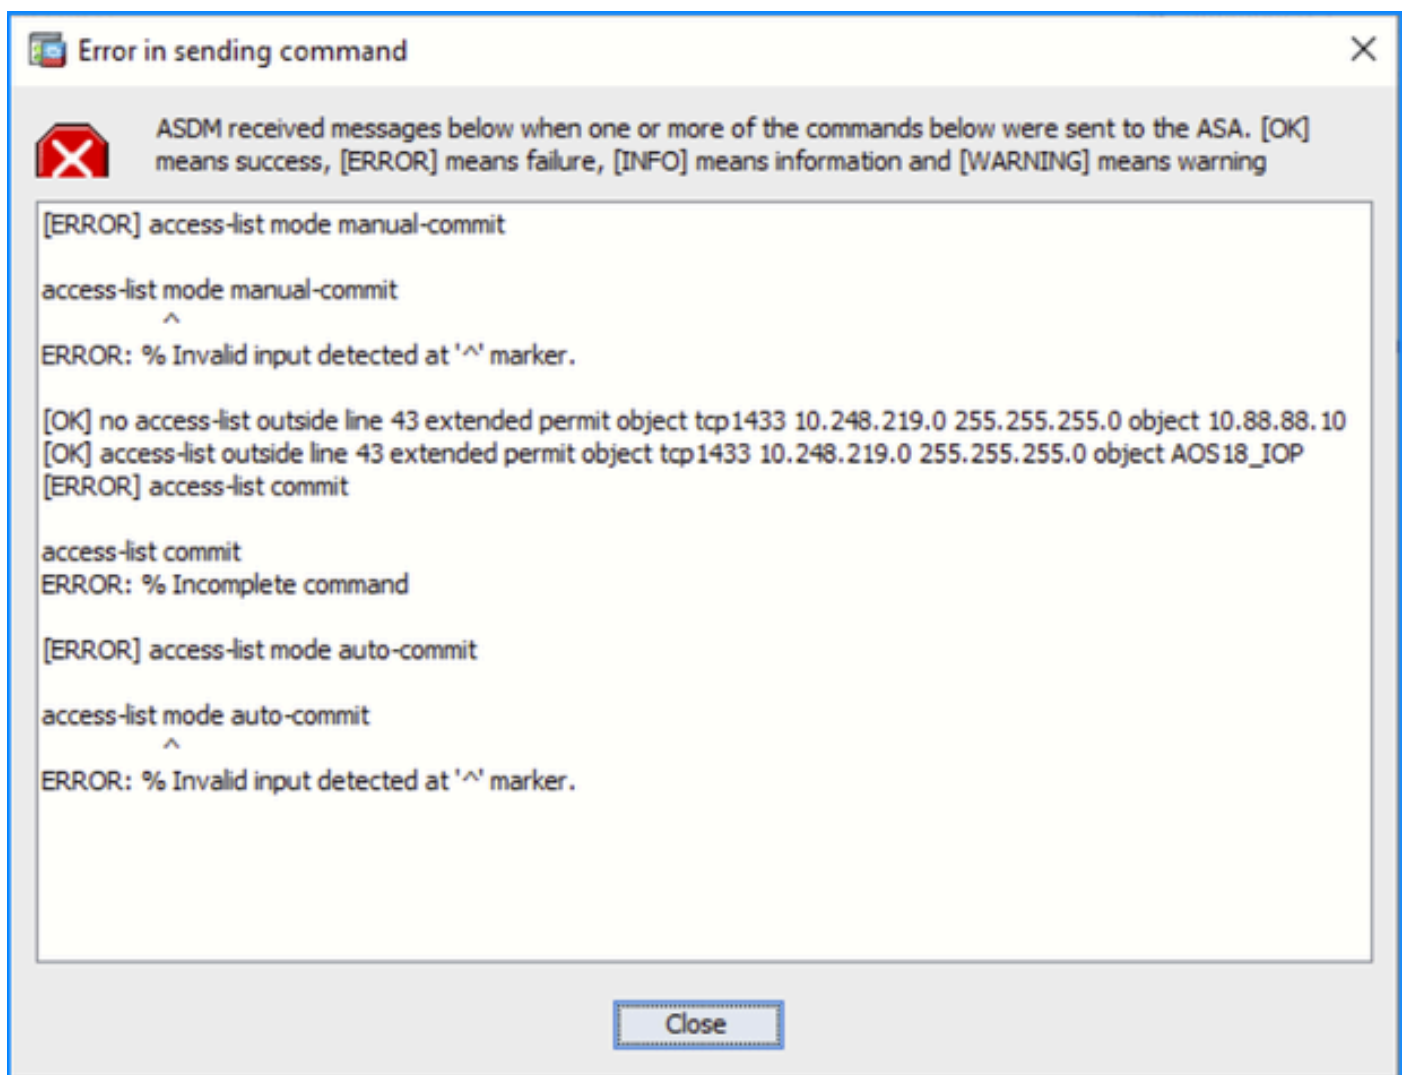 Error in sending command
ASDM received messages below when one or more of the commands below were sent to the ASA. [OK]
means success, [ERROR] means failure, [INFO] means information and [WARNING] means warning
[ERROR] access-list mode manual-commit
access-list mode manual-commit
^
ERROR: % Invalid input detected at '^' marker.
[OK] no access-list outside line 43 extended permit object tcp1433 10.248.219.0 255.255.255.0 object 10.88.88.10
[OK] access-list outside line 43 extended permit object tcp1433 10.248.219.0 255.255.255.0 object AOS18_IOP
[ERROR] access-list commit
access-list commit
ERROR: % Incomplete command
[ERROR] access-list mode auto-commit
access-list mode auto-commit
^
ERROR: % Invalid input detected at '^' marker.
Close